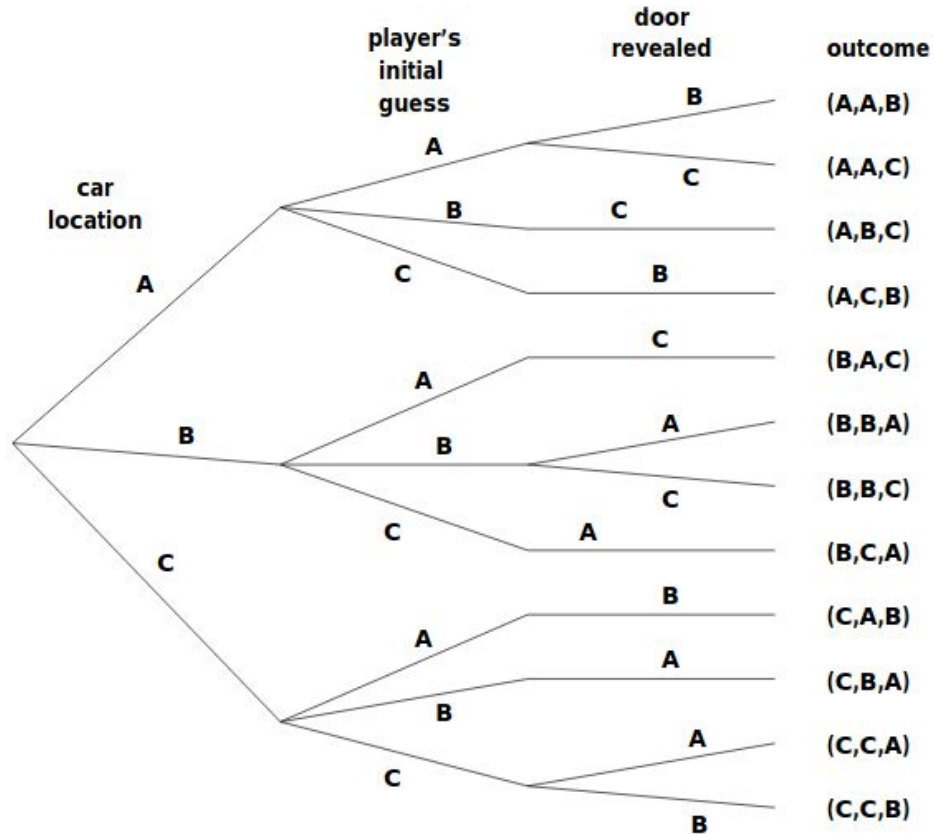 player's
initial
guess
door
revealed
outcome
car
location
A
B
C
A
B
C
A
B
C
A
B
C
B
C
C
B
C
A
C
A
B
A
A
B
(A,A,B)
(A,A,C)
(A,B,C)
(A,C,B)
(B,A,C)
(B,B,A)
(B,B,C)
(B,C,A)
(C,A,B)
(C,B,A)
(C,C,A)
(C,C,B)